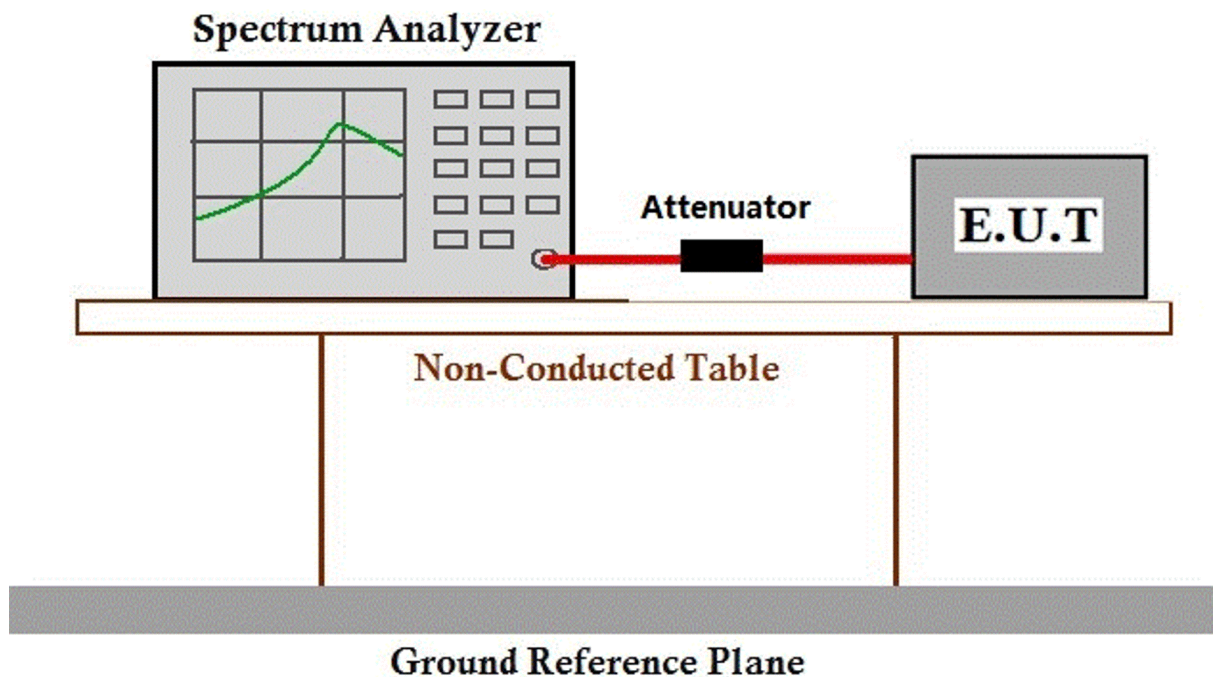 Spectrum Analyzer
Attenuator
E.U.T
Non-Conducted Table
Ground Reference Plane